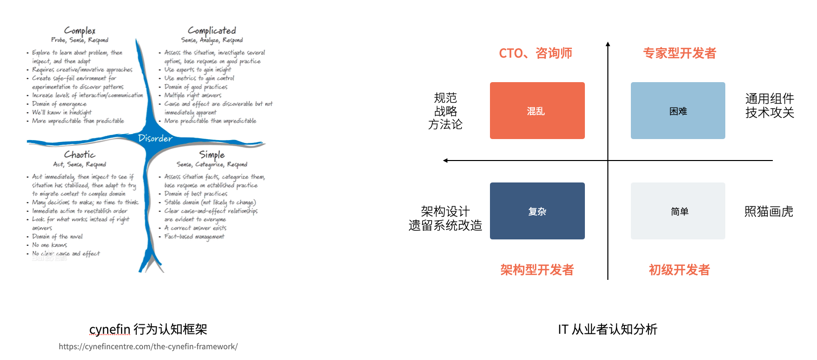 Complex
Probe, Sense, Respond
• Explore to learn about problem, then
inspect, and then adapt
• Requires creative/innovative approaches
• Create safe-fail environment for
experimentation to discover patterns
• Increase levels of interaction/communication
• Domain of emergence
• We'll know in hindsight
• More unpredictable than predictable
Complicated
Sense, Analyze, Respond
• Assess the situation, investigate several
options, base response on good practice
• Use experts to gain insight
• Use metrics to gain control
• Domain of good practices
• Multiple right answers
• Cause and effect are discoverable but not
immediately apparent
• More predictable than unpredictable
Disorder
Chaotic
Act, Sense, Respond
• Act immediately, then inspect to see if
situation has stabilized, then adapt to try
to migrate context to complex domain
• Many decisions to make; no time to think
• Immediate action to reestablish order
• Look for what works instead of right
answers
• Domain of the novel
• No one knows
• No clear cause and effect
Simple
Sense, Categorize, Respond
• Assess situation facts, categorize them,
base response on established practice
• Domain of best practices
• Stable domain (not likely to change)
• Clear cause-and-effect relationships
are evident to everyone
• A correct answer exists
• Fact-based management
cynefin 行为认知框架
https://cynefincentre.com/the-cynefin-framework/
CTO、咨询师
专家型开发者
规范
战略
方法论
混乱
困难
通用组件
技术攻关
架构设计
遗留系统改造
复杂
简单
照猫画虎
架构型开发者
初级开发者
IT 从业者认知分析